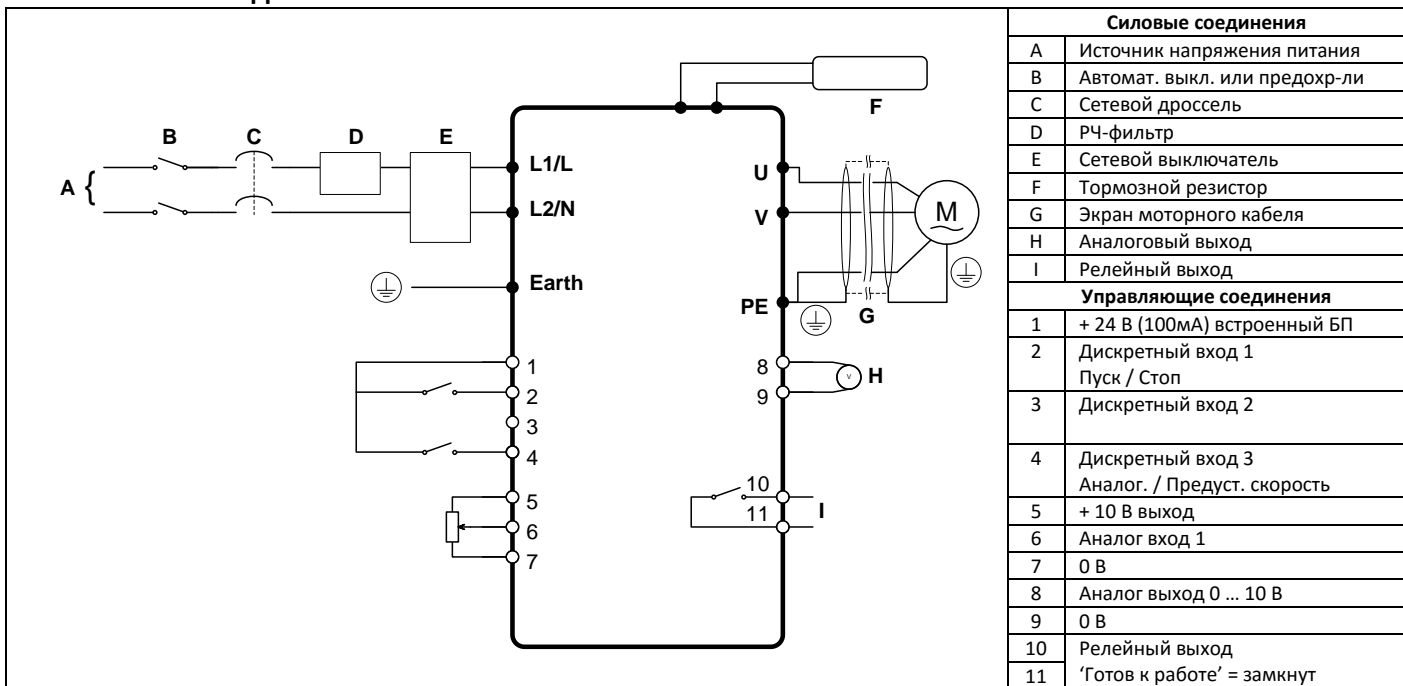 B
C
D
E
F
A {
L1/L
L2/N
Earth
U
V
PE
M
G
1
2
3
4
5
6
7
8
9
V
H
10
11
I
Силовые соединения
A Источник напряжения питания
B Автомат. выкл. или предохр-ли
C Сетевой дроссель
D РЧ-фильтр
E Сетевой выключатель
F Тормозной резистор
G Экран моторного кабеля
H Аналоговый выход
I Релейный выход
Управляющие соединения
1 + 24 В (100мА) встроенный БП
2 Дискретный вход 1
Пуск / Стоп
3 Дискретный вход 2
4 Дискретный вход 3
Аналог. / Предуст. скорость
5 + 10 В выход
6 Аналог вход 1
7 0 В
8 Аналог выход 0 ... 10 В
9 0 В
10 Релейный выход
11 ‘Готов к работе’ = замкнут